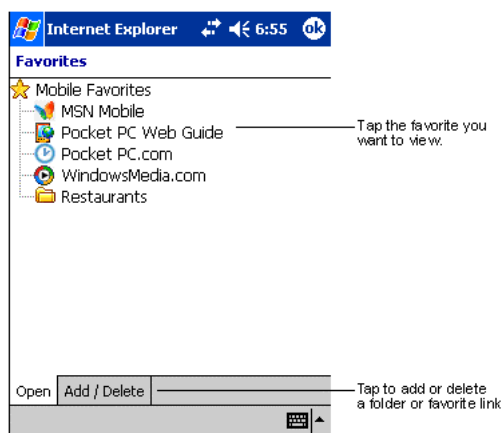 Internet Explorer 6:55 ok
Favorites
Mobile Favorites
MSN Mobile
Pocket PC Web Guide
Pocket PC.com
WindowsMedia.com
Restaurants
Tap the favorite you
want to view.
Open Add / Delete
Tap to add or delete
a folder or favorite link